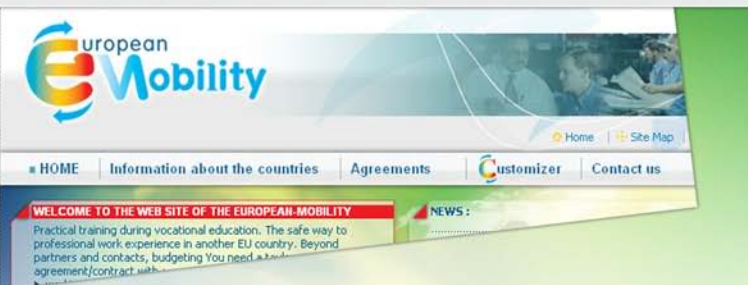 European
Mobility
Home | Site Map
HOME
Information about the countries
Agreements
Customizer
Contact us
WELCOME TO THE WEB SITE OF THE EUROPEAN-MOBILITY
Practical training during vocational education. The safe way to
professional work experience in another EU country. Beyond
partners and contacts, budgeting You need a
agreement/contract with
NEWS :